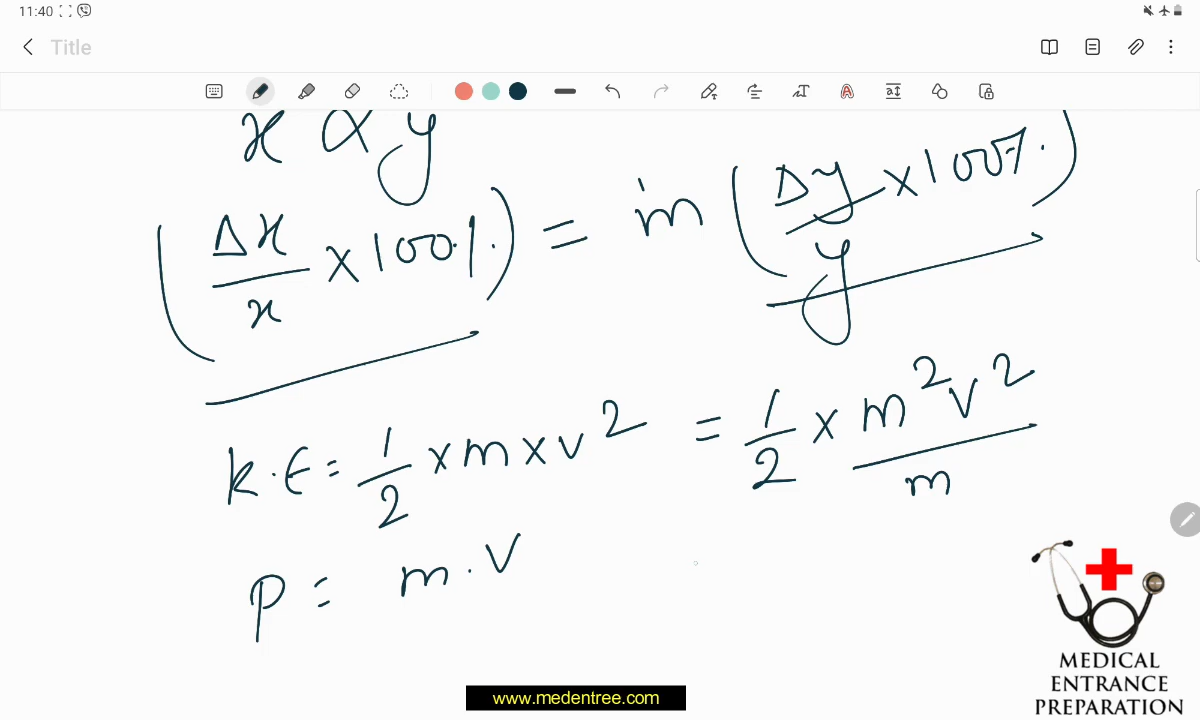 11:40
Title
x α y
(Δx/x × 100%.) = m (Δy/y × 100%.)
K.E = 1/2 × m × v² = 1/2 × m²v²/m
P = m.v
MEDICAL
ENTRANCE
PREPARATION
www.medentree.com